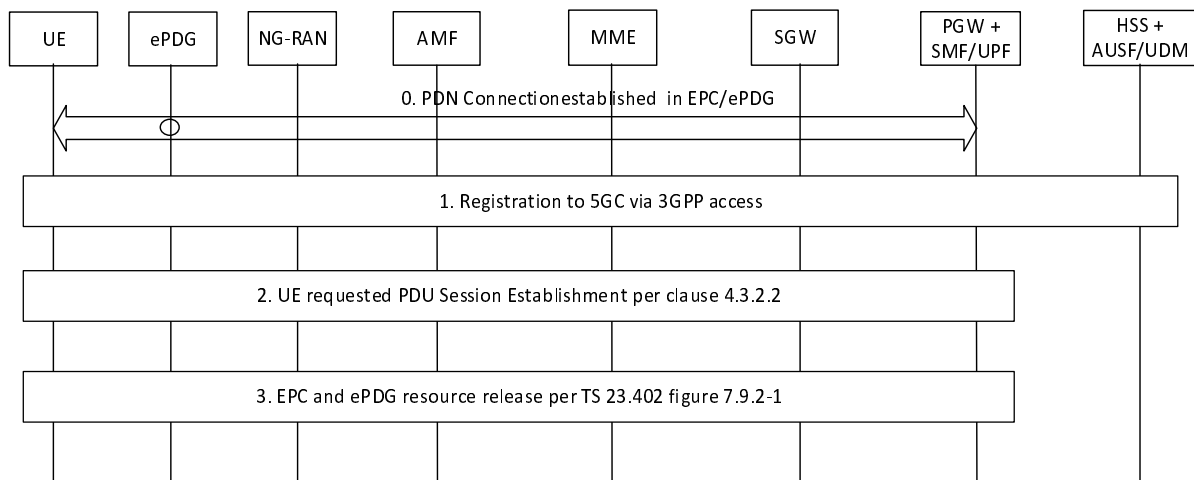 UE
ePDG
NG-RAN
AMF
MME
SGW
PGW +
SMF/UPF
HSS +
AUSF/UDM
0. PDN Connectionestablished in EPC/ePDG
1. Registration to 5GC via 3GPP access
2. UE requested PDU Session Establishment per clause 4.3.2.2
3. EPC and ePDG resource release per TS 23.402 figure 7.9.2-1